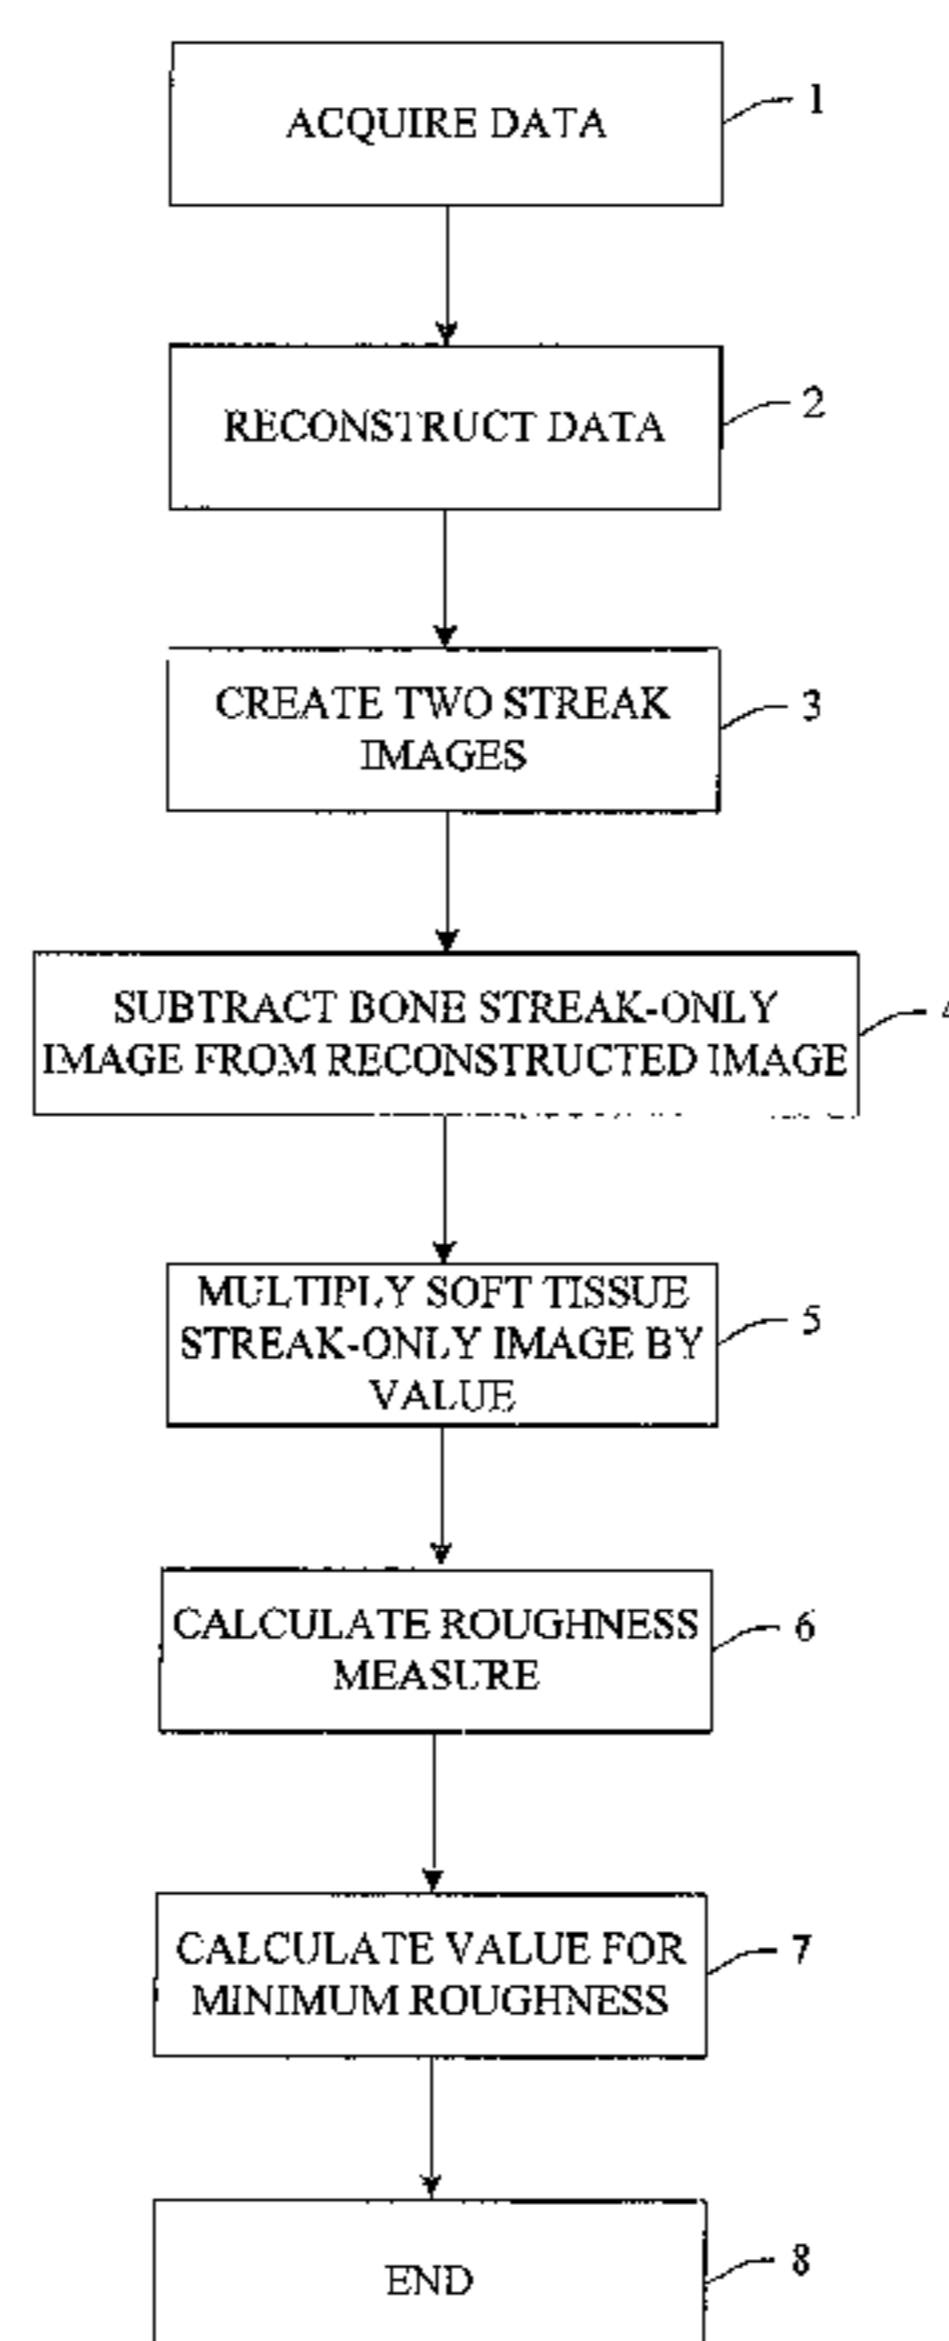 ACQUIRE DATA
1
RECONSTRUCT DATA
2
CREATE TWO STREAK
IMAGES
3
SUBTRACT BONE STREAK-ONLY
IMAGE FROM RECONSTRUCTED IMAGE
4
MULTIPLY SOFT TISSUE
STREAK-ONLY IMAGE BY
VALUE
5
CALCULATE ROUGHNESS
MEASURE
6
CALCULATE VALUE FOR
MINIMUM ROUGHNESS
7
END
8